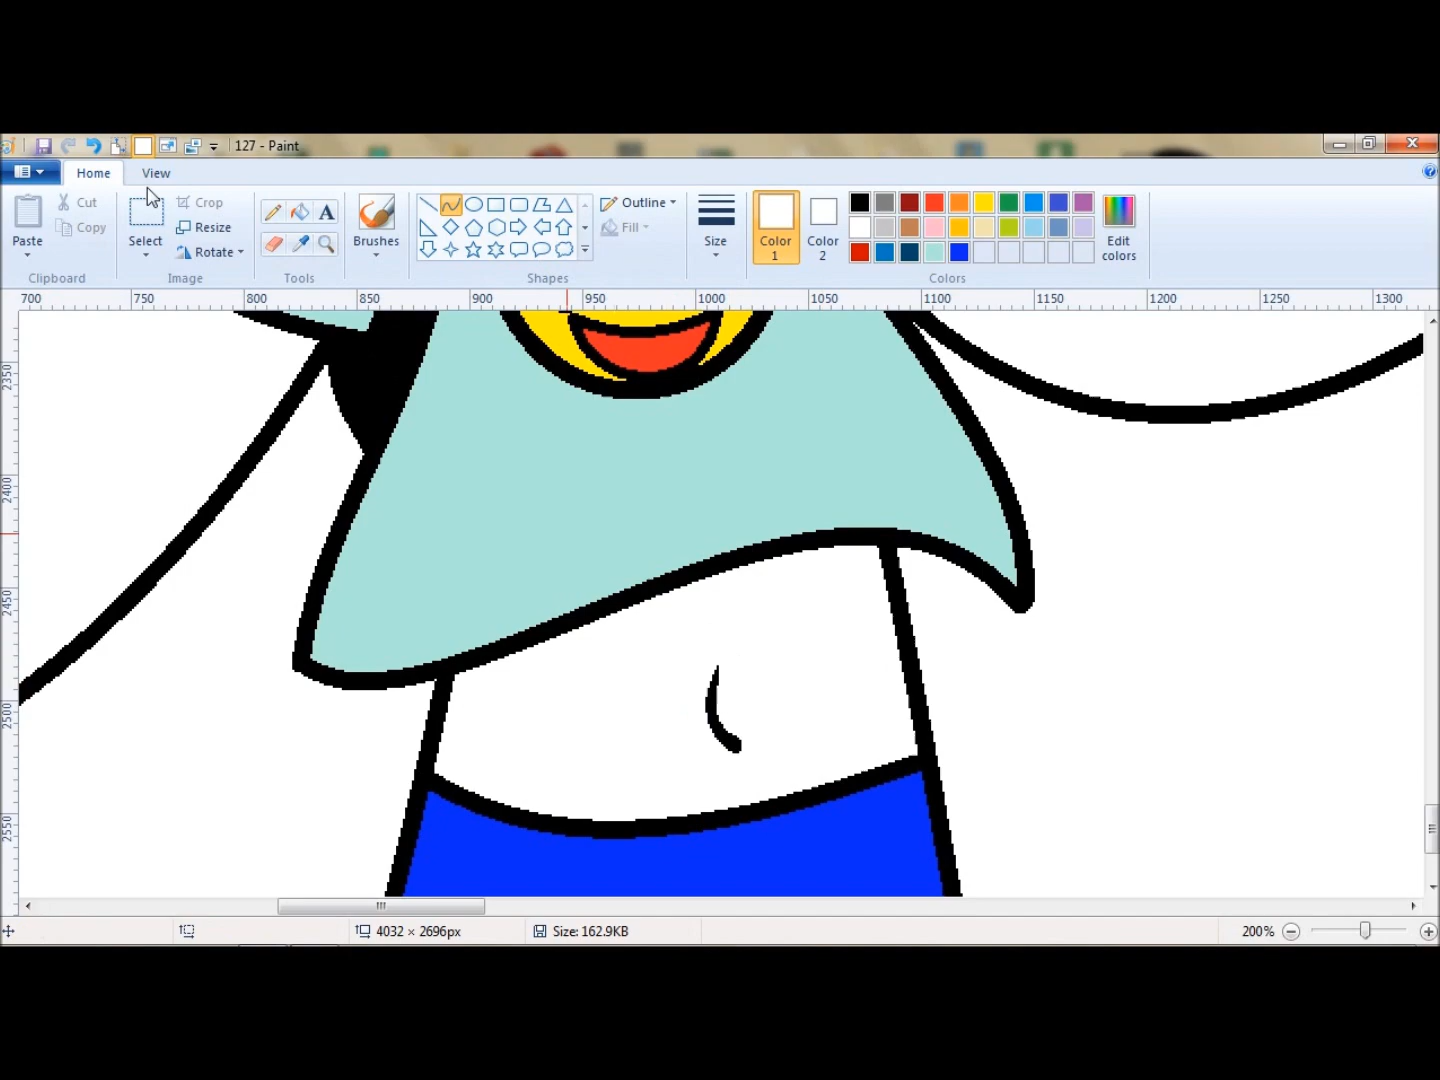 127 - Paint
Home View
Paste
Cut
Copy
Clipboard
Select
Crop
Resize
Rotate
Image
A
Tools
Brushes
Shapes
Outline
Fill
Size
Color 1
Color 2
Edit colors
Colors
700 750 800 850 900 950 1000 1050 1100 1150 1200 1250 1300
2350
2400
2450
2500
2550
4032 × 2696px
Size: 162.9KB
200%